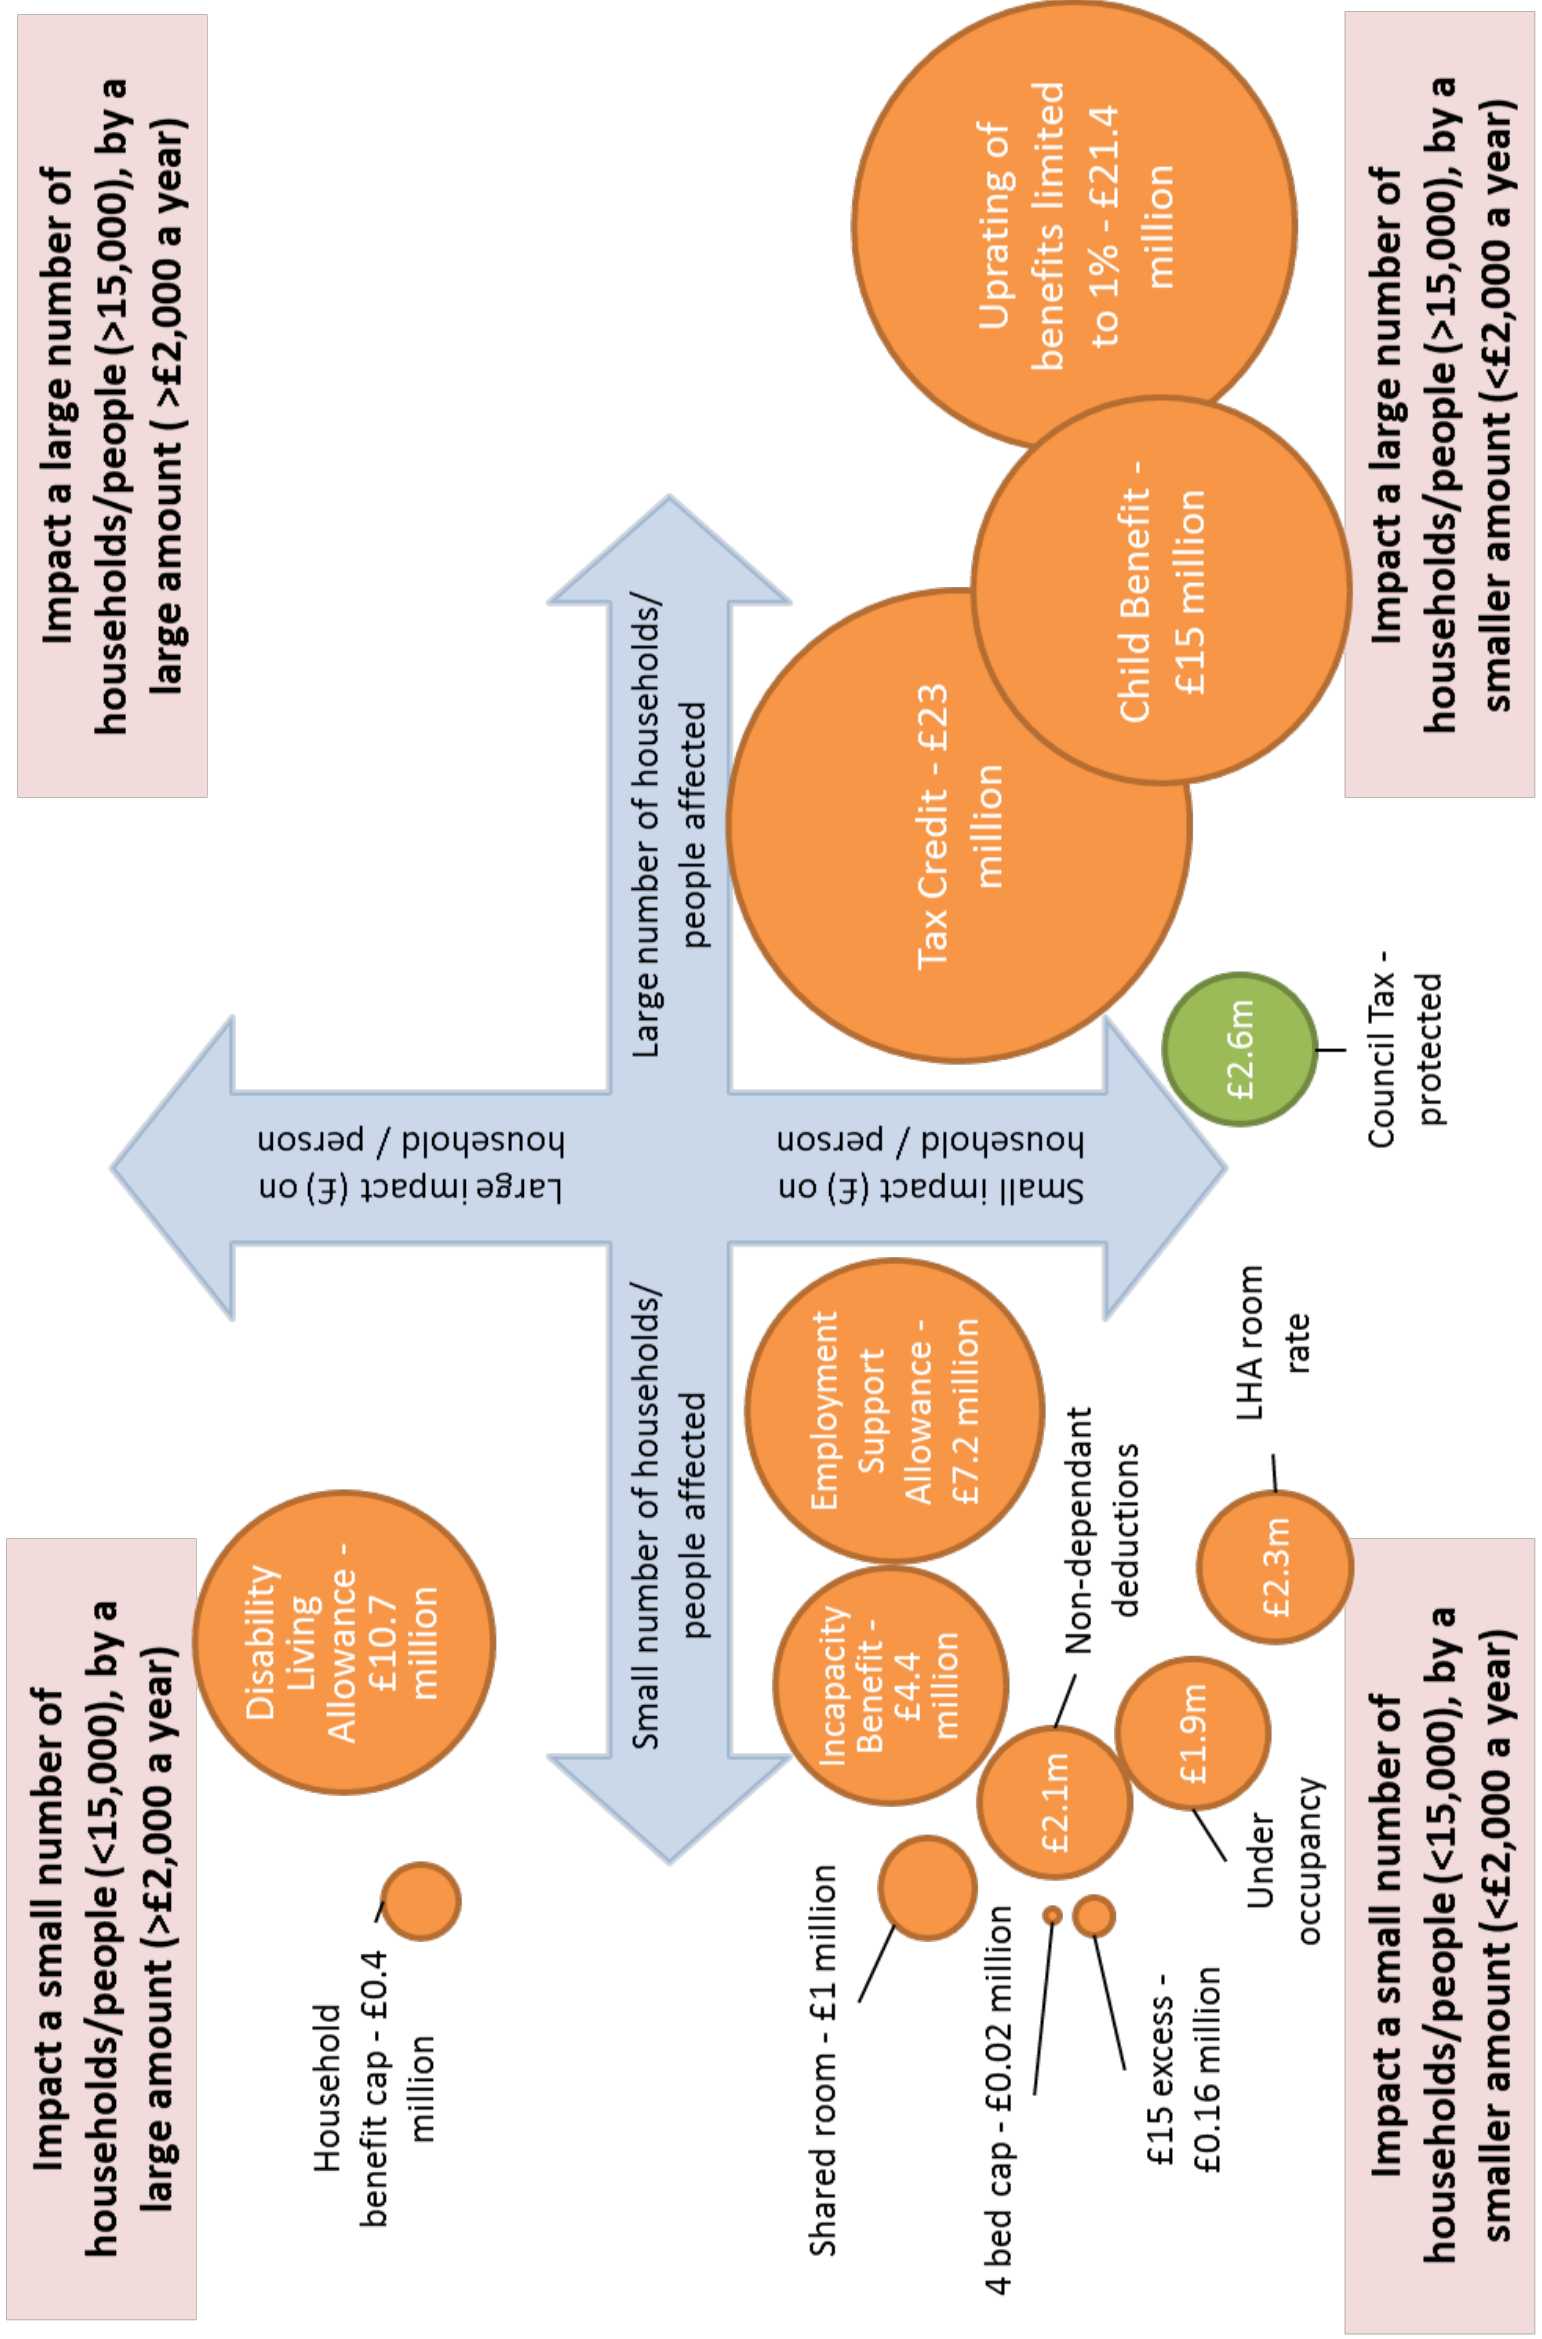 Impact a small number of
households/people (<15,000), by a
large amount (>£2,000 a year)
Impact a large number of
households/people (>15,000), by a
large amount ( >£2,000 a year)
Disability
Living
Allowance -
£10.7
million
Household
benefit cap - £0.4
million
Large impact (£) on
household / person
Small number of households/
people affected
Large number of households/
people affected
Small impact (£) on
household / person
Employment
Support
Allowance -
£7.2 million
Incapacity
Benefit -
£4.4
million
Shared room - £1 million
4 bed cap - £0.02 million
£15 excess -
£0.16 million
£2.1m
Non-dependant
deductions
£1.9m
Under
occupancy
£2.3m
LHA room
rate
Tax Credit - £23
million
Child Benefit -
£15 million
Uprating of
benefits limited
to 1% - £21.4
million
£2.6m
Council Tax -
protected
Impact a small number of
households/people (<15,000), by a
smaller amount (<£2,000 a year)
Impact a large number of
households/people (>15,000), by a
smaller amount (<£2,000 a year)